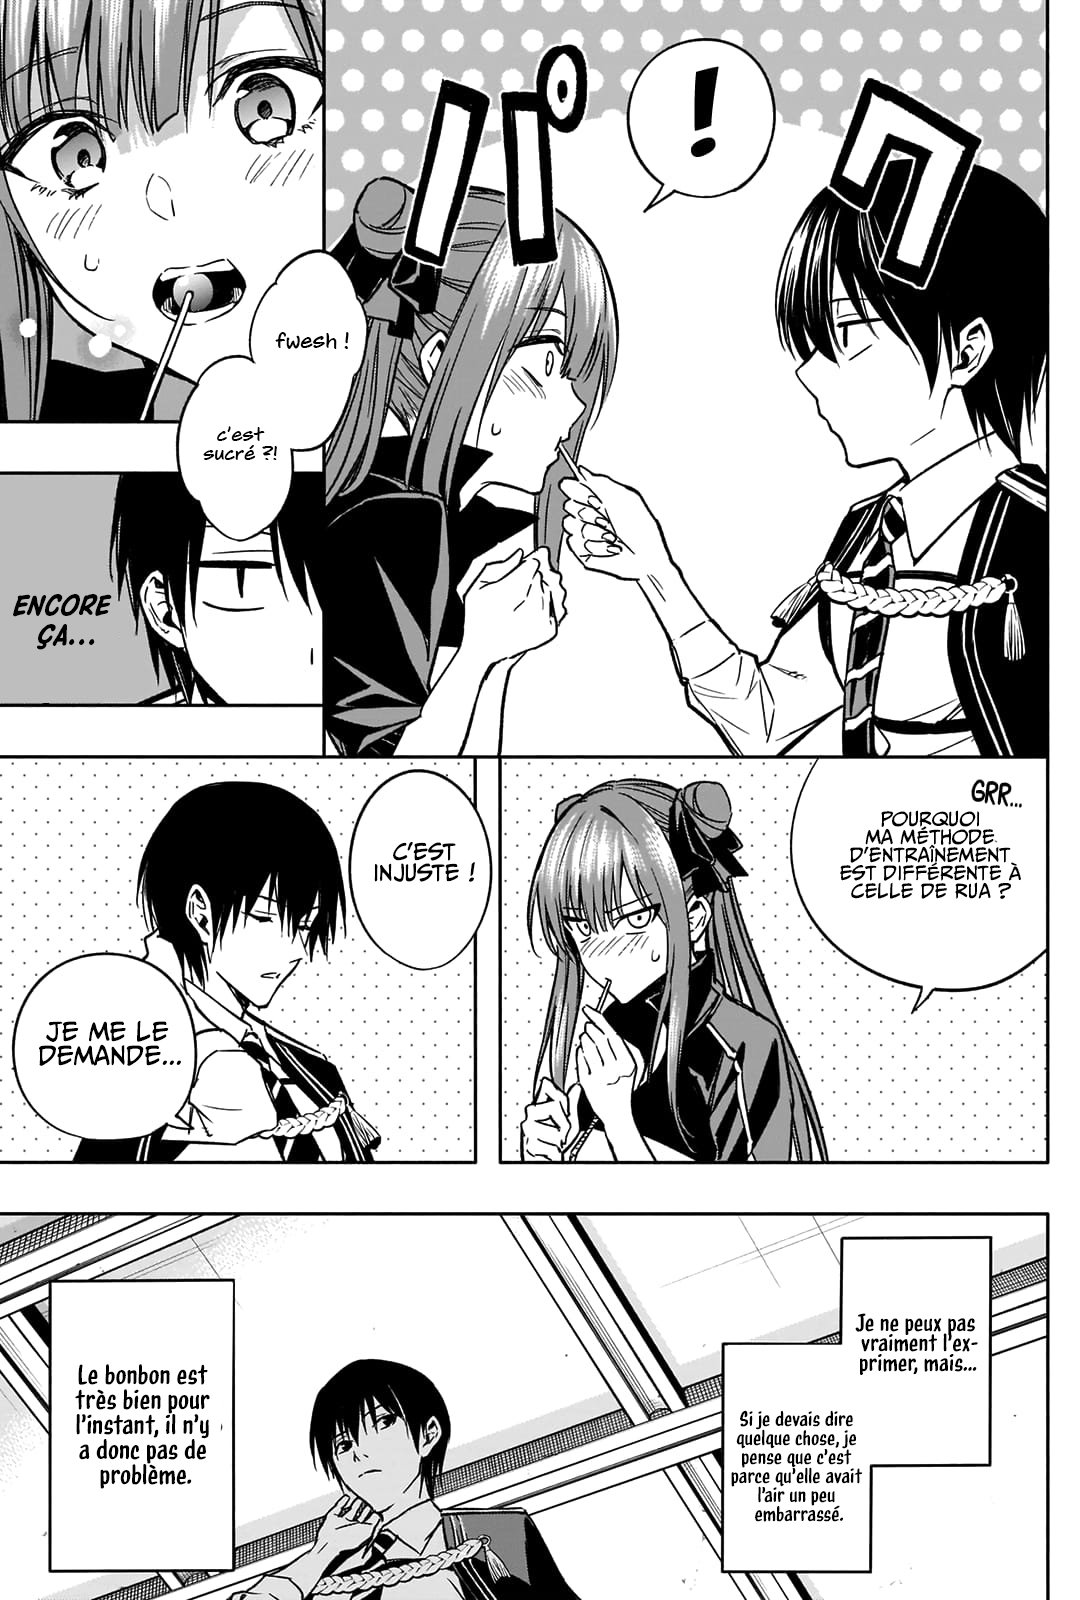 パクッ
!
fwesh !
c'est
sucré ?!
ENCORE
ÇA...
GRR...
POURQUOI
MA MÉTHODE
D'ENTRAÎNEMENT
EST DIFFÉRENTE À
CELLE DE RUA ?
C'EST
INJUSTE !
JE ME LE
DEMANDE...
Je ne peux pas
vraiment l'ex-
primer, mais...
Si je devais dire
quelque chose, je
pense que c'est
parce qu'elle avait
l'air un peu
embarrassé.
Le bonbon est
très bien pour
l'instant, il n'y
a donc pas de
problème.